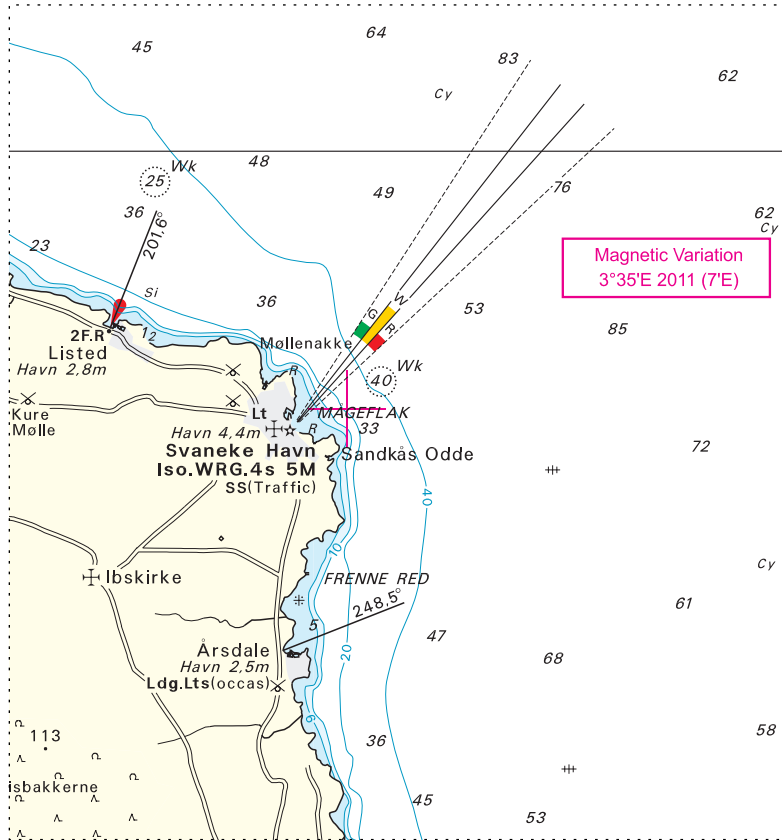 45
64
83
Cy
62
48
Wk
25
36
49
76
62
Cy
201,6°
23
Si
36
Magnetic Variation
3°35'E 2011 (7'E)
53
85
G
W
R
2F.R
1₂
Listed
Havn 2,8m
Møllenakke
Wk
40
R
Kure
Mølle
Lt
G
MÅGEFLAK
Havn 4,4m
R
33
Svaneke Havn
Sandkås Odde
72
Iso.WRG.4s 5M
SS(Traffic)
40
10
Cy
Ibskirke
FRENNE RED
248,5°
61
5
47
Årsdale
Havn 2,5m
20
68
Ldg.Lts(occas)
6
58
113
36
isbakkerne
45
53